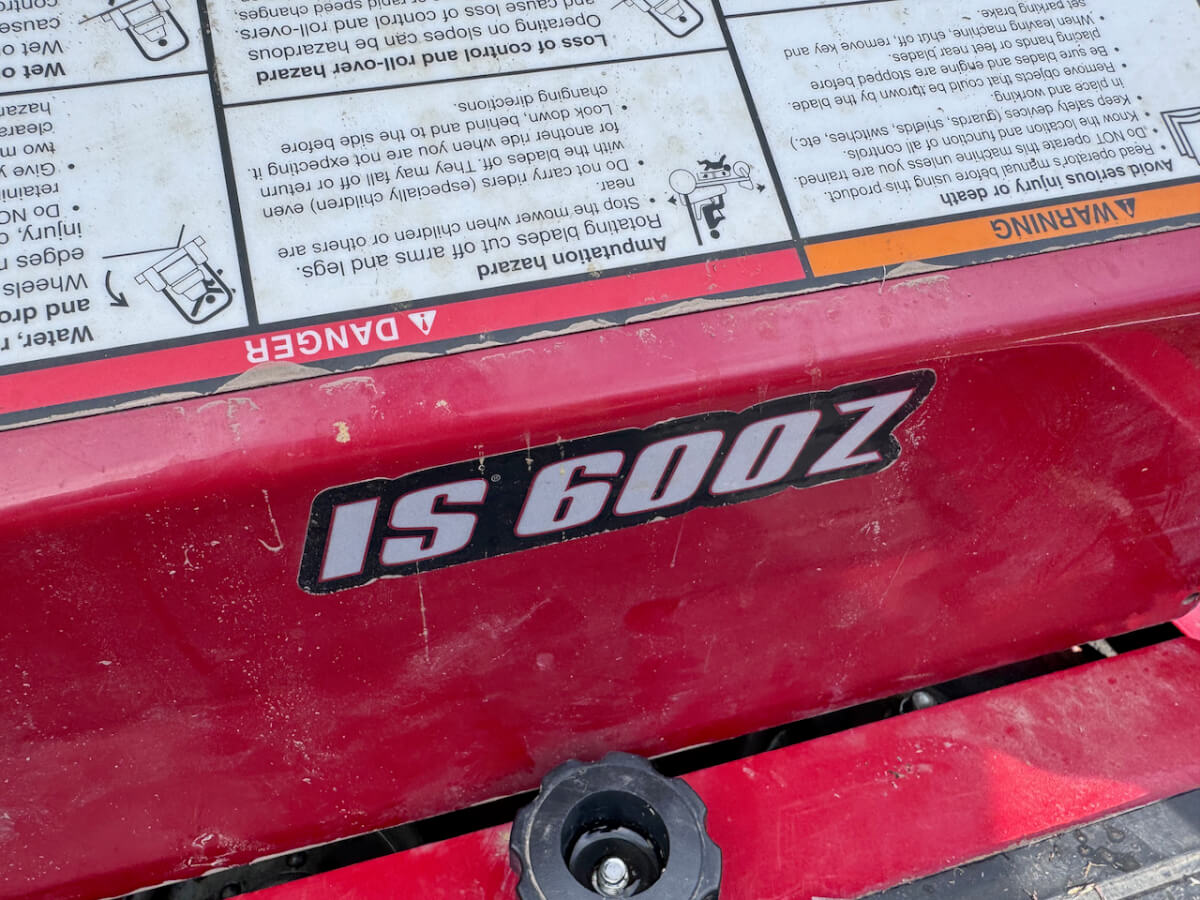 WARNING
Avoid serious injury or death
• Read operator's manual before using this product.
• Do NOT operate this machine unless you are trained.
• Know the location and function of all controls.
• Keep safety devices (guards, shields, switches, etc.)
in place and working.
• Remove objects that could be thrown by the blade.
• Be sure blades and engine are stopped before
placing hands or feet near blades.
• When leaving machine, shut off, remove key and
set parking brake.
DANGER
Amputation hazard
Rotating blades cut off arms and legs.
• Stop the mower when children or others are
near.
• Do not carry riders (especially children) even
with the blades off. They may fall off or return
for another ride when you are not expecting it.
• Look down, behind and to the side before
changing directions.
Loss of control and roll-over hazard
Operating on slopes can be hazardous
and cause loss of control and roll-overs.
or rapid speed changes.
Water,
and
Wheels
edges
injury,
• Do
• Give
two
Wet
IS® 600Z